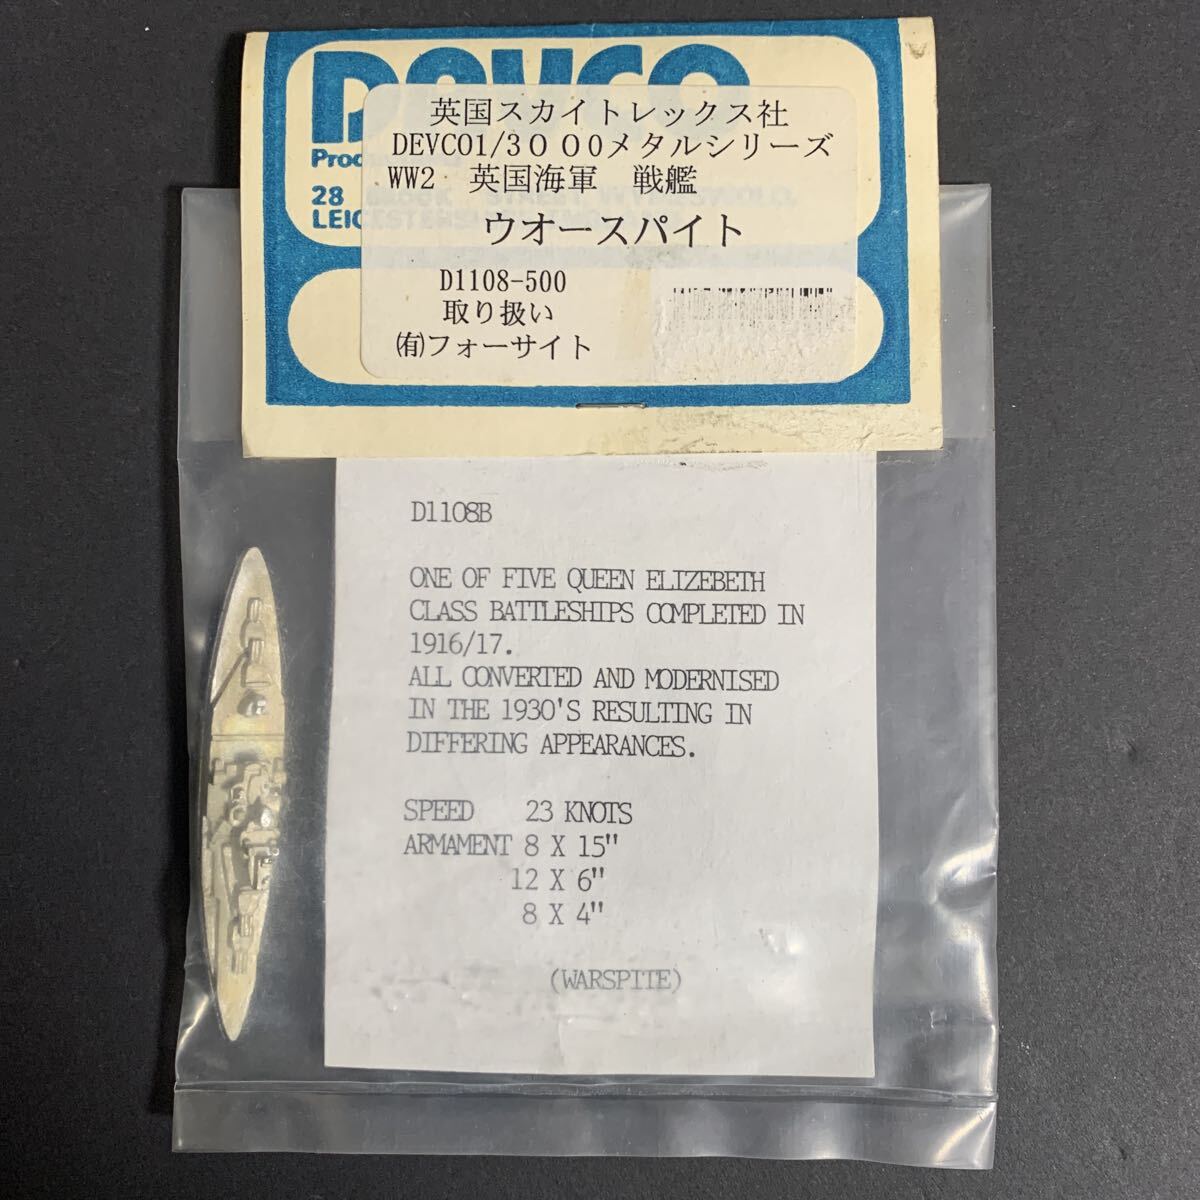 DEVCO
英国スカイトレックス社
DEVCO1/3000メタルシリーズ
WW2 英国海軍 戦艦
ウオースパイト
28
D1108-500
取り扱い
㈲フォーサイト
D1108B
ONE OF FIVE QUEEN ELIZEBETH
CLASS BATTLESHIPS COMPLETED IN
1916/17.
ALL CONVERTED AND MODERNISED
IN THE 1930'S RESULTING IN
DIFFERING APPEARANCES.
SPEED 23 KNOTS
ARMAMENT 8 X 15"
12 X 6"
8 X 4"
(WARSPITE)